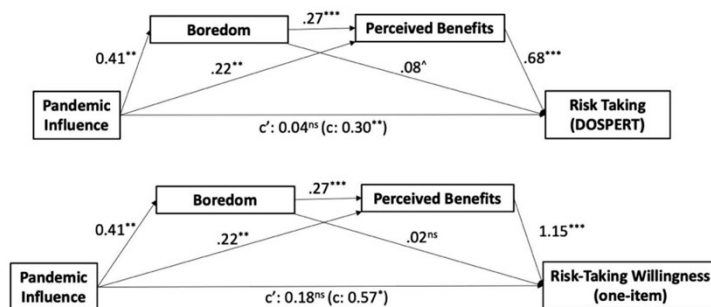 .27***
Boredom
Perceived Benefits
0.41**
.22**
.08^
.68***
Pandemic
Influence
Risk Taking
(DOSPERT)
c’: 0.04ns (c: 0.30**)
.27***
Boredom
Perceived Benefits
0.41**
.22**
.02ns
1.15***
Pandemic
Influence
Risk-Taking Willingness
(one-item)
c’: 0.18ns (c: 0.57*)